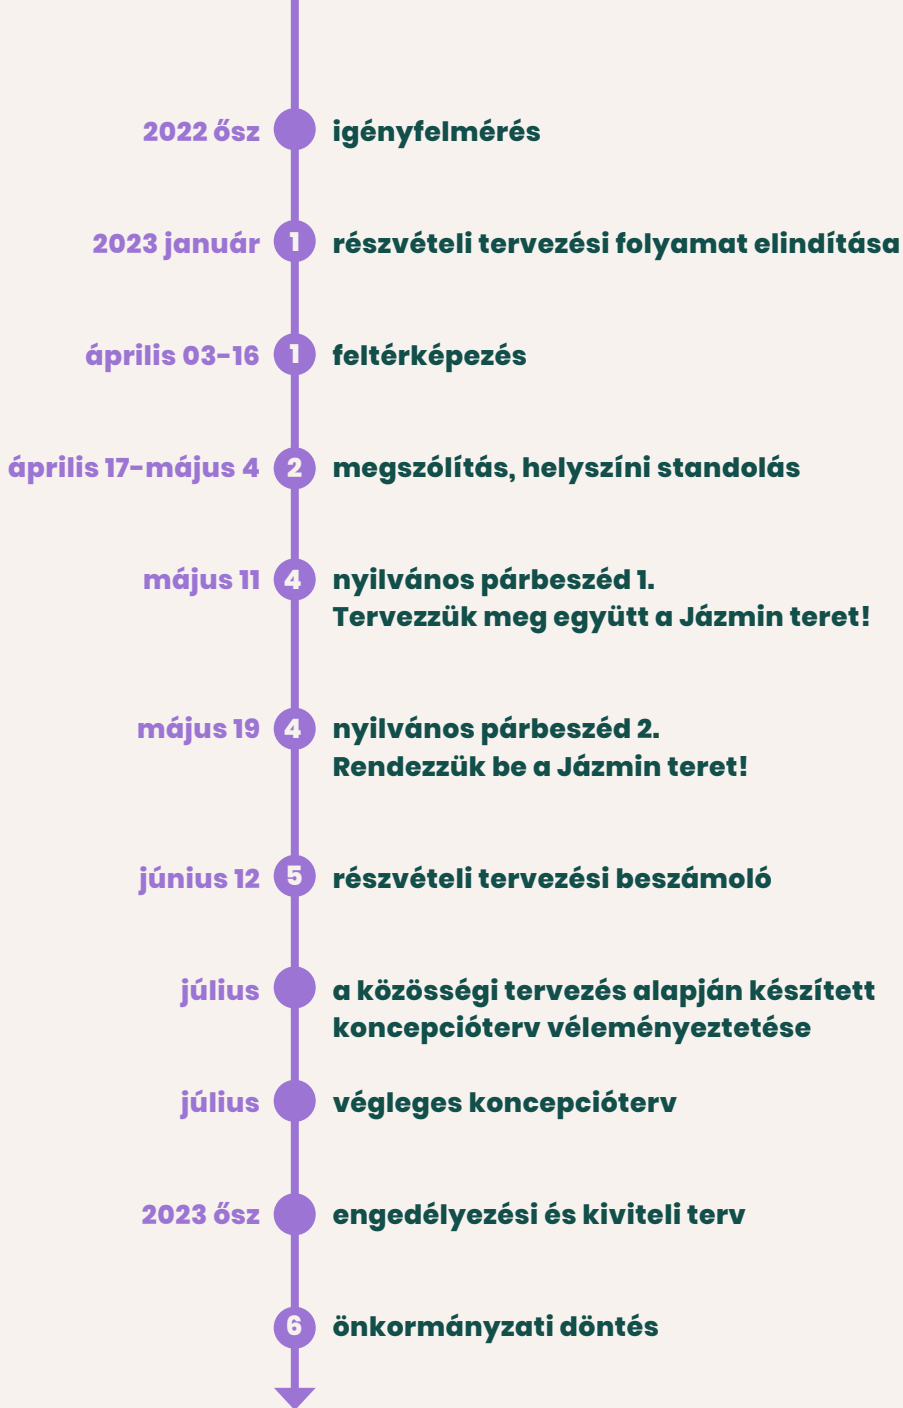 2022 ősz igényfelmérés
2023 január 1 részvételi tervezési folyamat elindítása
április 03-16 1 feltérképezés
április 17-május 4 2 megszólítás, helyszíni standolás
május 11 4 nyilvános párbeszéd 1.
Tervezzük meg együtt a Jázmin teret!
május 19 4 nyilvános párbeszéd 2.
Rendezzük be a Jázmin teret!
június 12 5 részvételi tervezési beszámoló
július a közösségi tervezés alapján készített
koncepcióterv véleményeztetése
július végleges koncepcióterv
2023 ősz engedélyezési és kiviteli terv
6 önkormányzati döntés